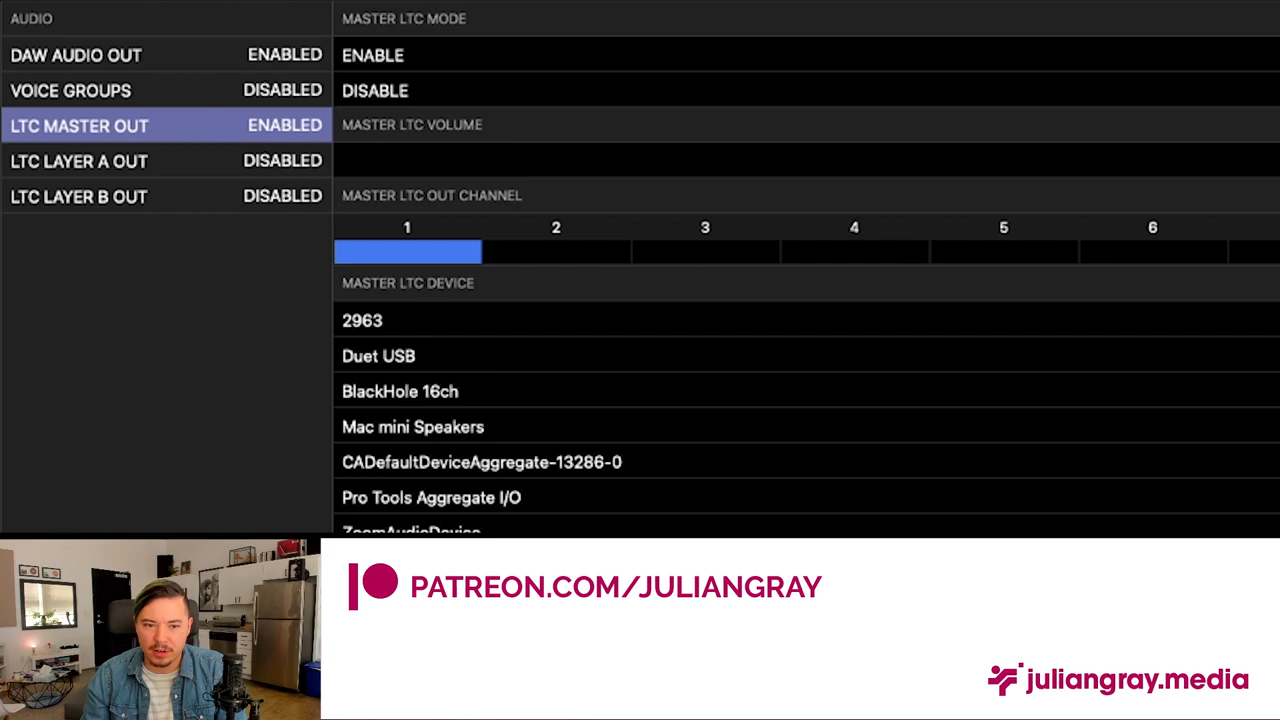 AUDIO
DAW AUDIO OUT ENABLED
VOICE GROUPS DISABLED
LTC MASTER OUT ENABLED
LTC LAYER A OUT DISABLED
LTC LAYER B OUT DISABLED
MASTER LTC MODE
ENABLE
DISABLE
MASTER LTC VOLUME
MASTER LTC OUT CHANNEL
1 2 3 4 5 6
MASTER LTC DEVICE
2963
Duet USB
BlackHole 16ch
Mac mini Speakers
CADefaultDeviceAggregate-13286-0
Pro Tools Aggregate I/O
ZoomAudioDevice
PATREON.COM/JULIANGRAY
juliangray.media